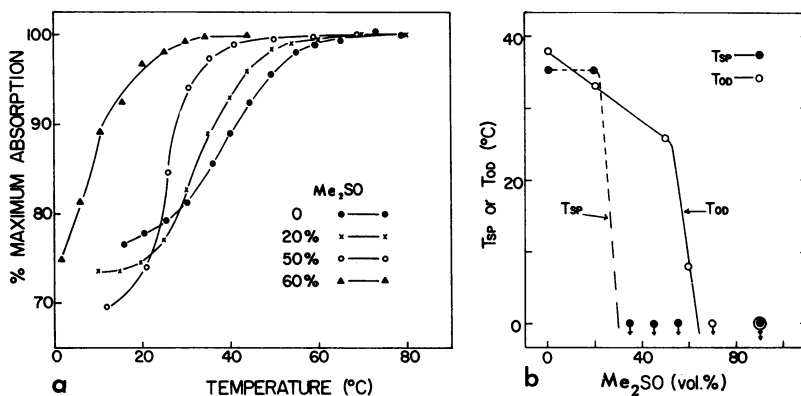 % MAXIMUM ABSORPTION
100
90
80
70
0
20
40
60
80
TEMPERATURE (°C)
a
Me₂SO
0
20%
50%
60%
TSP or TOD (°C)
40
20
0
TSP
TOD
TSP
TOD
0
40
80
Me₂SO (vol.%)
b